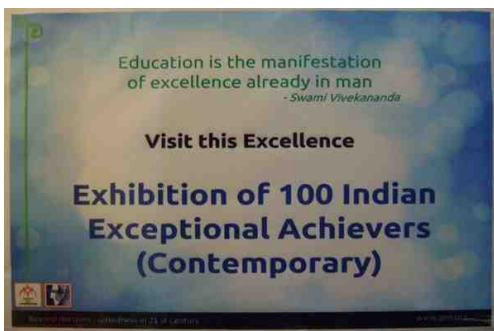 Education is the manifestation
of excellence already in man
- Swami Vivekananda
Visit this Excellence
Exhibition of 100 Indian
Exceptional Achievers
(Contemporary)